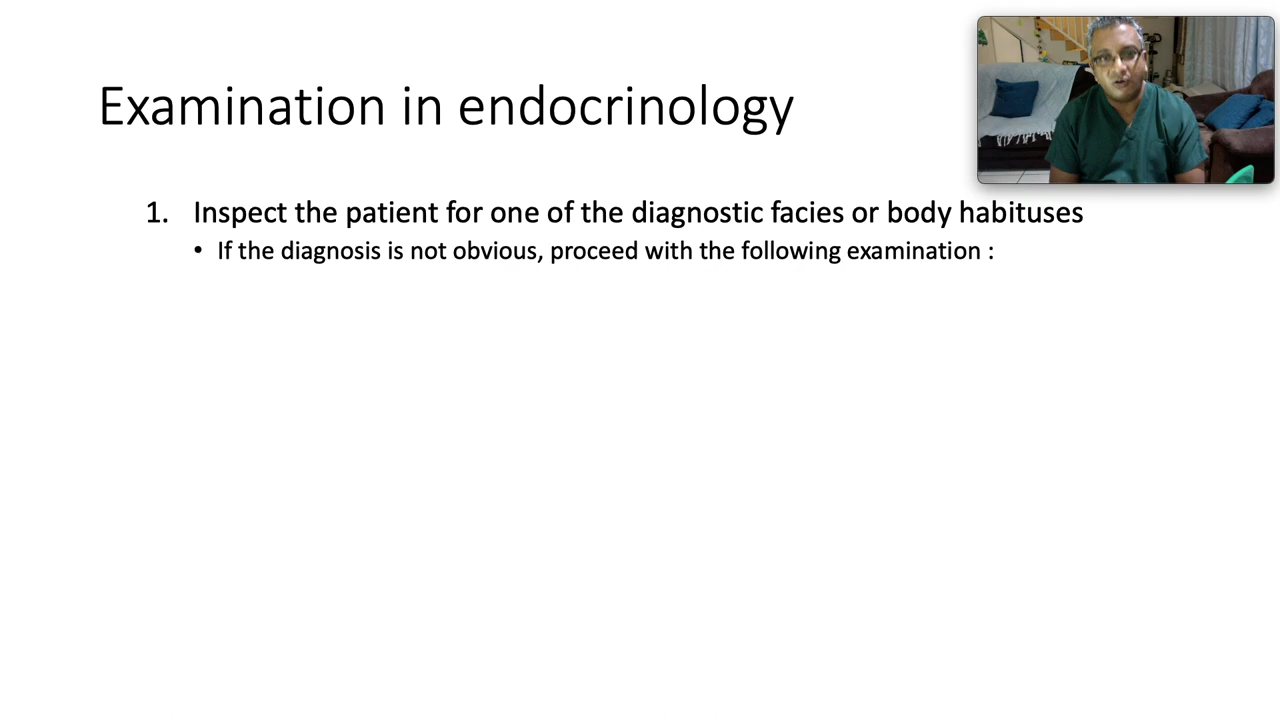 Examination in endocrinology
1. Inspect the patient for one of the diagnostic facies or body habituses
• If the diagnosis is not obvious, proceed with the following examination :